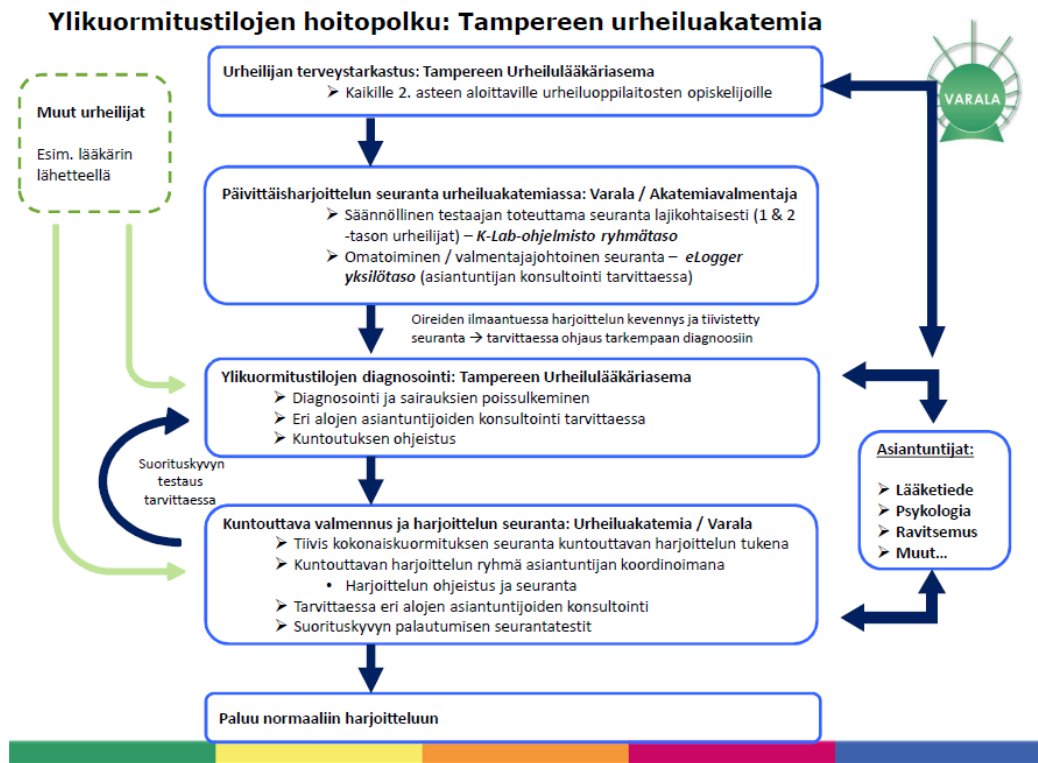 Ylikuormitustilojen hoitopolku: Tampereen urheiluakatemia
VARALA
Urheilijan terveystarkastus: Tampereen Urheilulääkäriasema
➢ Kaikille 2. asteen aloittaville urheiluoppilaitosten opiskelijoille
Muut urheilijat
Esim. lääkärin
lähetteellä
Päivittäisharjoittelun seuranta urheiluakatemiassa: Varala / Akatemiavalmentaja
➢ Säännöllinen testaajan toteuttama seuranta lajikohtaisesti (1 & 2
-tason urheilijat) – K-Lab-ohjelmisto ryhmätaso
➢ Omatoiminen / valmentajajohtoinen seuranta – eLogger
yksilötaso (asiantuntijan konsultointi tarvittaessa)
Oireiden ilmaantuessa harjoittelun kevennys ja tiivistetty
seuranta → tarvittaessa ohjaus tarkempaan diagnoosiin
Ylikuormitustilojen diagnosointi: Tampereen Urheilulääkäriasema
➢ Diagnosointi ja sairauksien poissulkeminen
➢ Eri alojen asiantuntijoiden konsultointi tarvittaessa
➢ Kuntoutuksen ohjeistus
Suorituskyvyn
testaus
tarvittaessa
Asiantuntijat:
➢ Lääketiede
➢ Psykologia
➢ Ravitsemus
➢ Muut...
Kuntouttava valmennus ja harjoittelun seuranta: Urheiluakatemia / Varala
➢ Tiivis kokonaiskuormituksen seuranta kuntouttavan harjoittelun tukena
➢ Kuntouttavan harjoittelun ryhmä asiantuntijan koordinoimana
• Harjoittelun ohjeistus ja seuranta
➢ Tarvittaessa eri alojen asiantuntijoiden konsultointi
➢ Suorituskyvyn palautumisen seurantatestit
Paluu normaaliin harjoitteluun